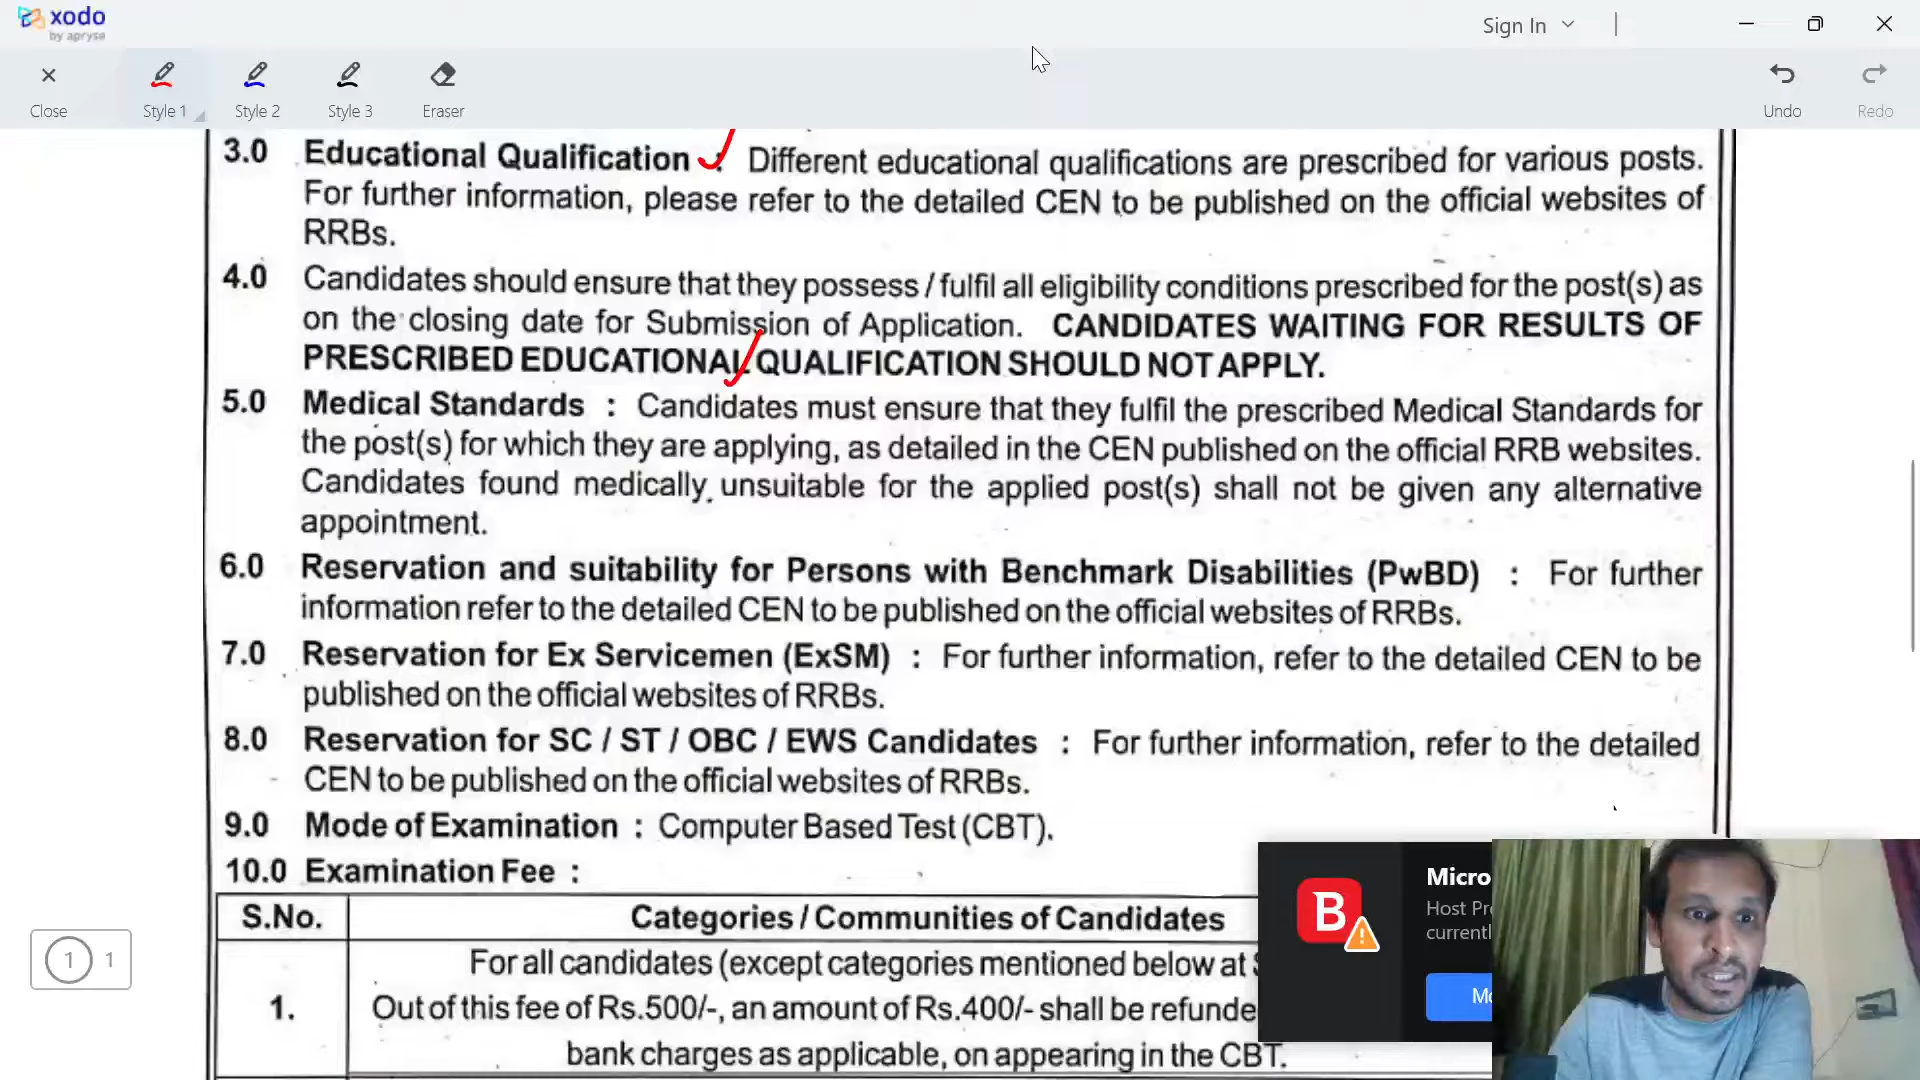 xodo
by apryse
Sign In
Close
Style 1
Style 2
Style 3
Eraser
Undo
Redo
3.0 Educational Qualification : Different educational qualifications are prescribed for various posts.
For further information, please refer to the detailed CEN to be published on the official websites of
RRBs.
4.0 Candidates should ensure that they possess / fulfil all eligibility conditions prescribed for the post(s) as
on the closing date for Submission of Application. CANDIDATES WAITING FOR RESULTS OF
PRESCRIBED EDUCATIONAL QUALIFICATION SHOULD NOT APPLY.
5.0 Medical Standards : Candidates must ensure that they fulfil the prescribed Medical Standards for
the post(s) for which they are applying, as detailed in the CEN published on the official RRB websites.
Candidates found medically unsuitable for the applied post(s) shall not be given any alternative
appointment.
6.0 Reservation and suitability for Persons with Benchmark Disabilities (PwBD) : For further
information refer to the detailed CEN to be published on the official websites of RRBs.
7.0 Reservation for Ex Servicemen (ExSM) : For further information, refer to the detailed CEN to be
published on the official websites of RRBs.
8.0 Reservation for SC / ST / OBC / EWS Candidates : For further information, refer to the detailed
CEN to be published on the official websites of RRBs.
9.0 Mode of Examination : Computer Based Test (CBT).
10.0 Examination Fee :
S.No. Categories / Communities of Candidates
For all candidates (except categories mentioned below at
1. Out of this fee of Rs.500/-, an amount of Rs.400/- shall be refunde
bank charges as applicable, on appearing in the CBT.
1 1
B
Micro
Host Pr
currentl